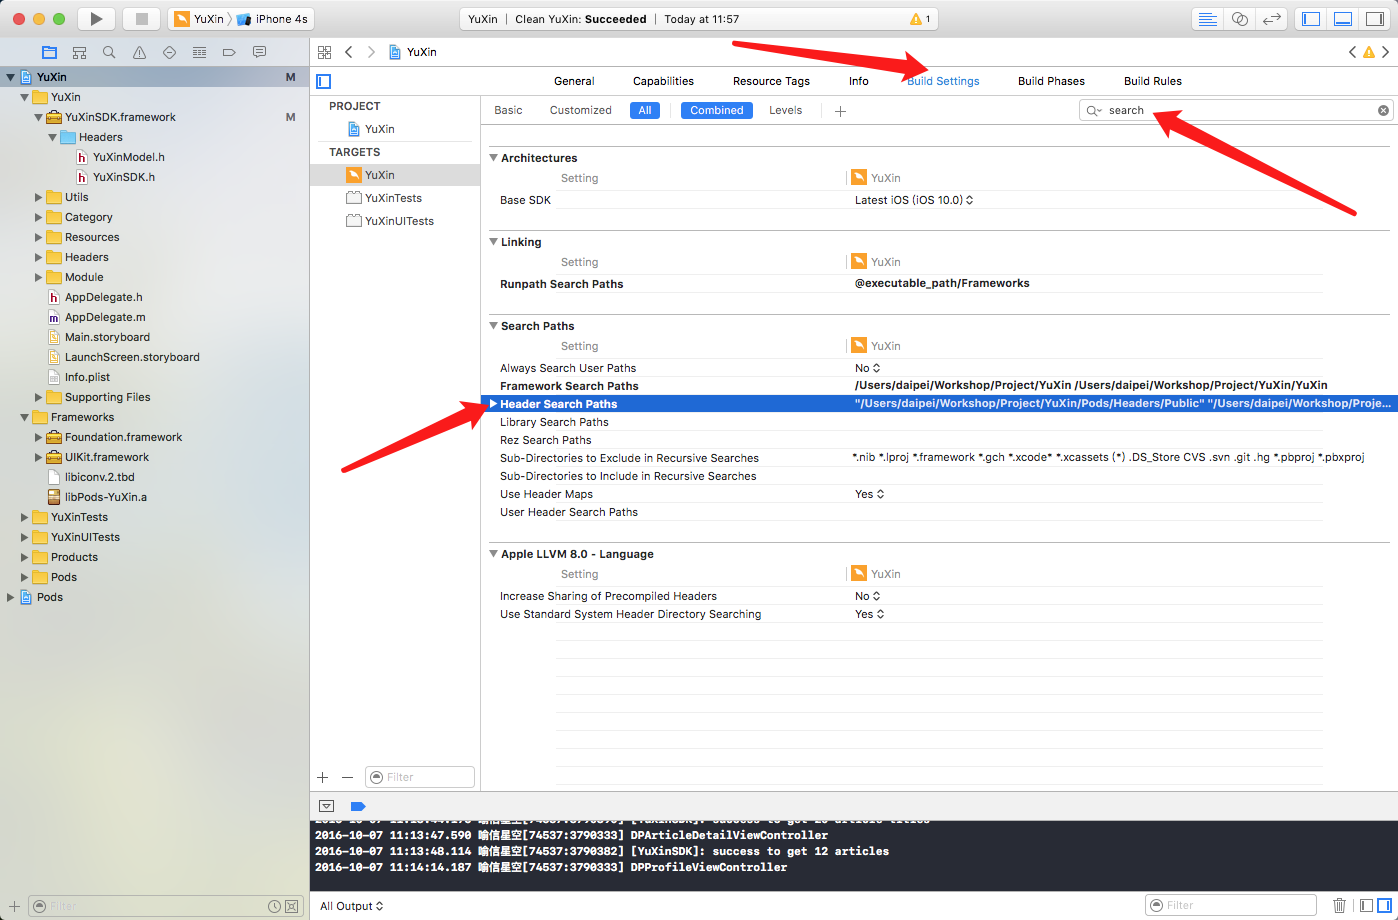 YuXin iPhone 4s
YuXin | Clean YuXin: Succeeded | Today at 11:57 1
YuXin
YuXin M
YuXin
YuXinSDK.framework M
Headers
h YuXinModel.h
h YuXinSDK.h
Utils
Category
Resources
Headers
Module
h AppDelegate.h
m AppDelegate.m
Main.storyboard
LaunchScreen.storyboard
Info.plist
Supporting Files
Frameworks
Foundation.framework
UIKit.framework
libiconv.2.tbd
libPods-YuXin.a
YuXinTests
YuXinUITests
Products
Pods
Pods
Filter
General Capabilities Resource Tags Info Build Settings Build Phases Build Rules
PROJECT
YuXin
TARGETS
YuXin
YuXinTests
YuXinUITests
Filter
Basic Customized All Combined Levels
search
Architectures
Setting YuXin
Base SDK Latest iOS (iOS 10.0)
Linking
Setting YuXin
Runpath Search Paths @executable_path/Frameworks
Search Paths
Setting YuXin
Always Search User Paths No
Framework Search Paths /Users/daipei/Workshop/Project/YuXin /Users/daipei/Workshop/Project/YuXin/YuXin
Header Search Paths "/Users/daipei/Workshop/Project/YuXin/Pods/Headers/Public" "/Users/daipei/Workshop/Proje...
Library Search Paths
Rez Search Paths
Sub-Directories to Exclude in Recursive Searches *.nib *.lproj *.framework *.gch *.xcode* *.xcassets (*) .DS_Store CVS .svn .git .hg *.pbproj *.pbxproj
Sub-Directories to Include in Recursive Searches
Use Header Maps Yes
User Header Search Paths
Apple LLVM 8.0 - Language
Setting YuXin
Increase Sharing of Precompiled Headers No
Use Standard System Header Directory Searching Yes
2016-10-07 11:13:47.590 喻信星空[74537:3790333] DPArticleDetailViewController
2016-10-07 11:13:48.114 喻信星空[74537:3790382] [YuXinSDK]: success to get 12 articles
2016-10-07 11:14:14.187 喻信星空[74537:3790333] DPProfileViewController
All Output
Filter